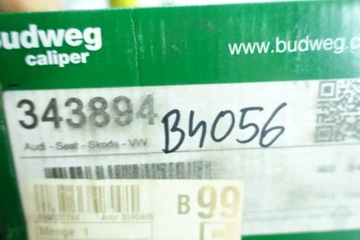 budweg
caliper
www.budweg.
343894
B4056
Audi - Seat - Skoda - VW
B 99
Menge 1